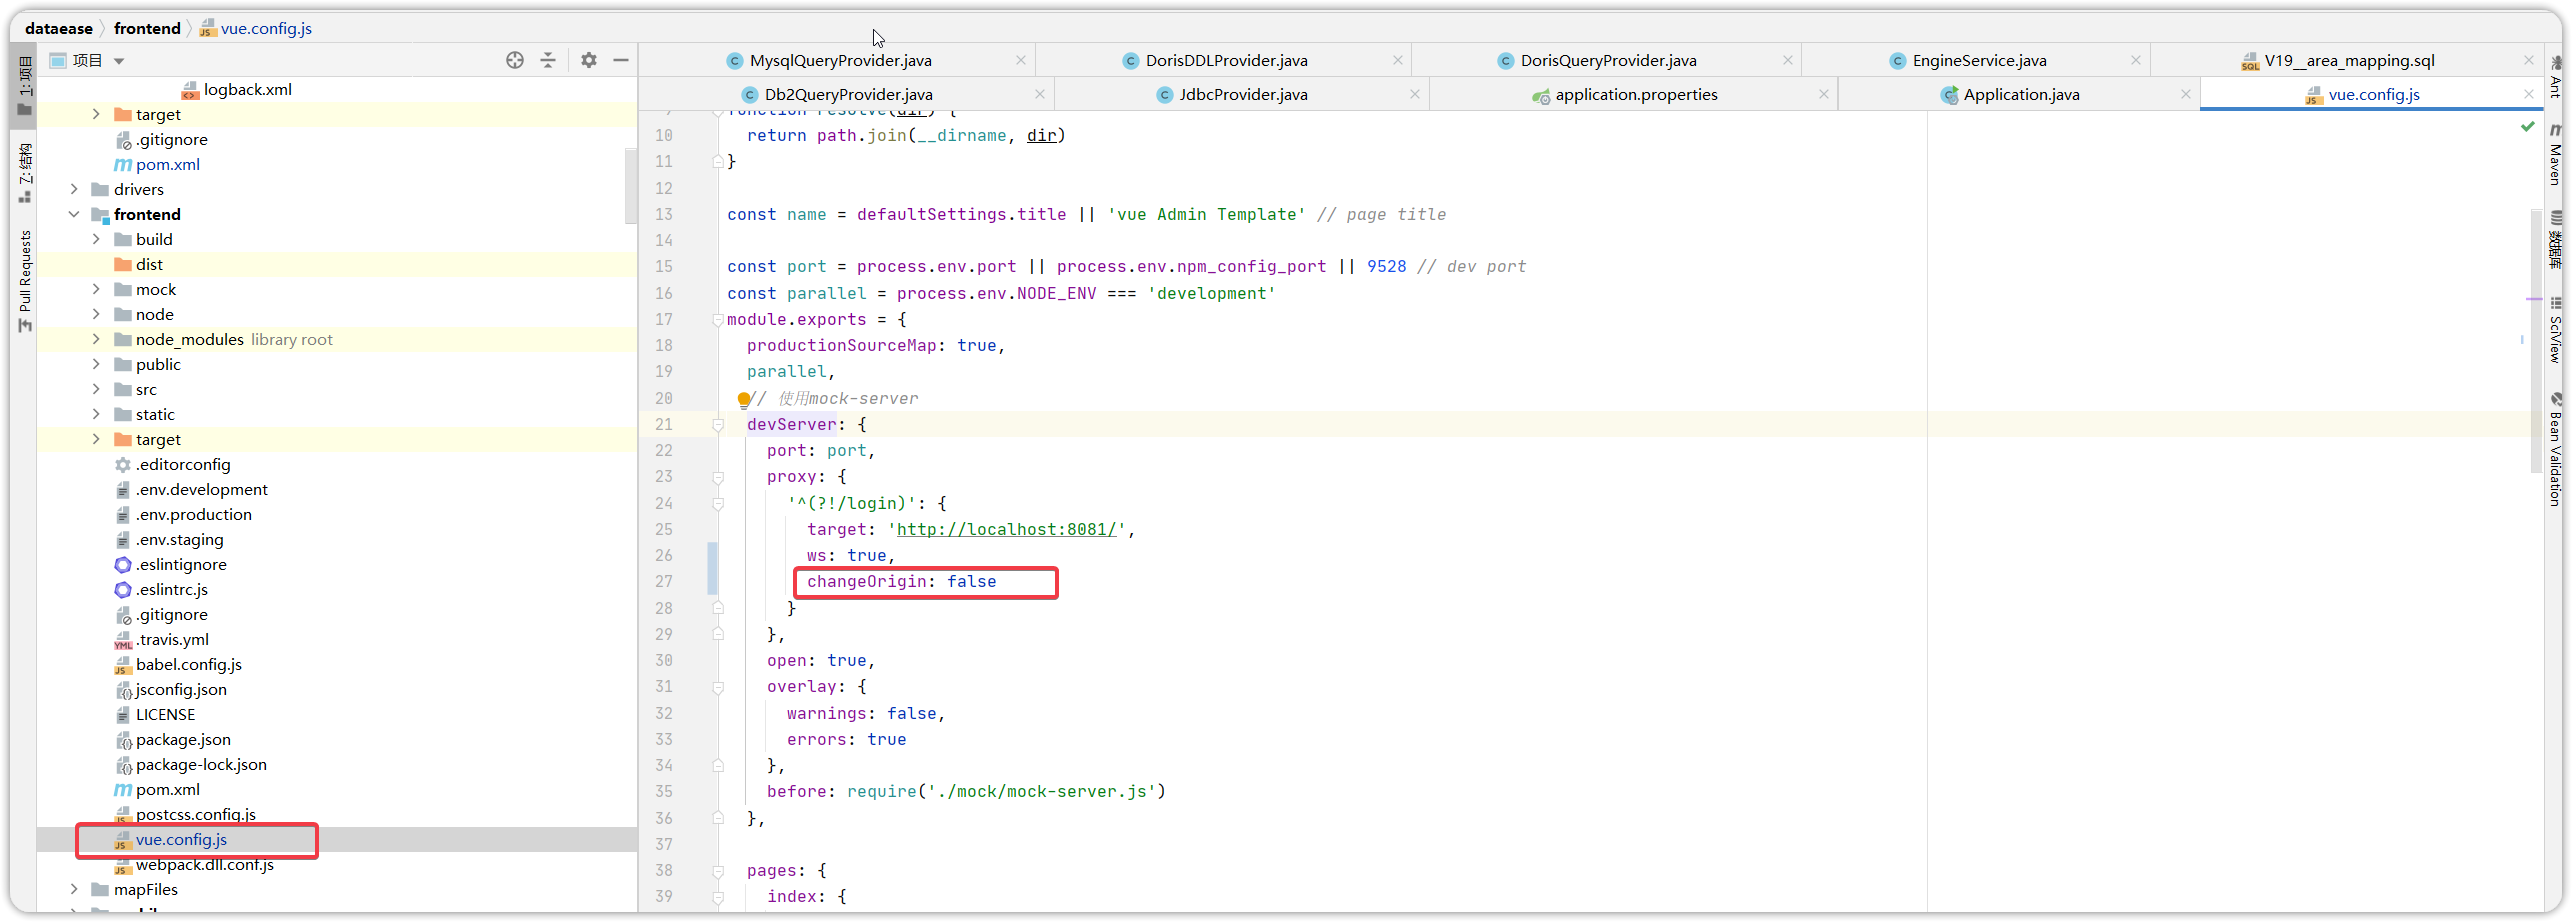 dataease frontend vue.config.js
1: 项目
Z: 结构
Pull Requests
项目
logback.xml
target
.gitignore
pom.xml
drivers
frontend
build
dist
mock
node
node_modules library root
public
src
static
target
.editorconfig
.env.development
.env.production
.env.staging
.eslintignore
.eslintrc.js
.gitignore
.travis.yml
babel.config.js
jsconfig.json
LICENSE
package.json
package-lock.json
pom.xml
postcss.config.js
vue.config.js
webpack.dll.conf.js
mapFiles
MysqlQueryProvider.java DorisDDLProvider.java DorisQueryProvider.java EngineService.java V19__area_mapping.sql
Db2QueryProvider.java JdbcProvider.java application.properties Application.java vue.config.js
9 function resolve(dir) {
10 return path.join(__dirname, dir)
11 }
12
13 const name = defaultSettings.title || 'vue Admin Template' // page title
14
15 const port = process.env.port || process.env.npm_config_port || 9528 // dev port
16 const parallel = process.env.NODE_ENV === 'development'
17 module.exports = {
18 productionSourceMap: true,
19 parallel,
20 // 使用mock-server
21 devServer: {
22 port: port,
23 proxy: {
24 '^(?!/login)': {
25 target: 'http://localhost:8081/',
26 ws: true,
27 changeOrigin: false
28 }
29 },
30 open: true,
31 overlay: {
32 warnings: false,
33 errors: true
34 },
35 before: require('./mock/mock-server.js')
36 },
37
38 pages: {
39 index: {
Ant
Maven
数据库
SciView
Bean Validation